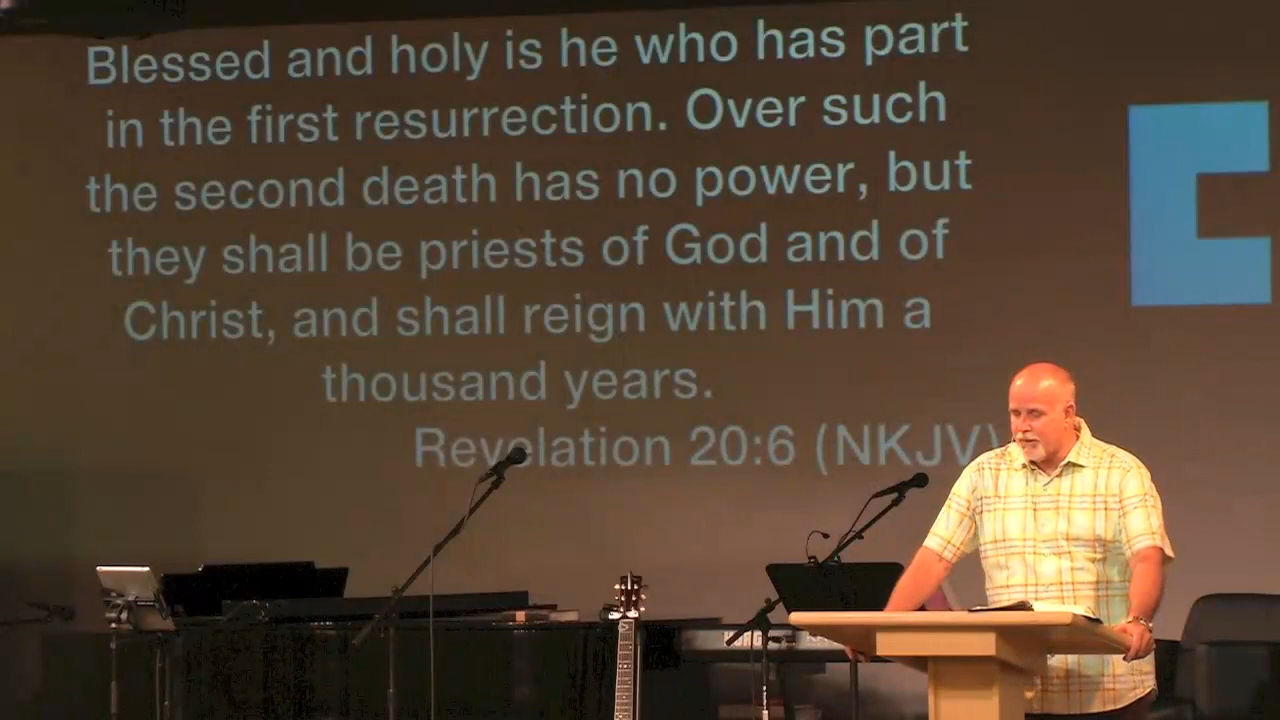 Blessed and holy is he who has part
in the first resurrection. Over such
the second death has no power, but
they shall be priests of God and of
Christ, and shall reign with Him a
thousand years.
Revelation 20:6 (NKJV)
KORG